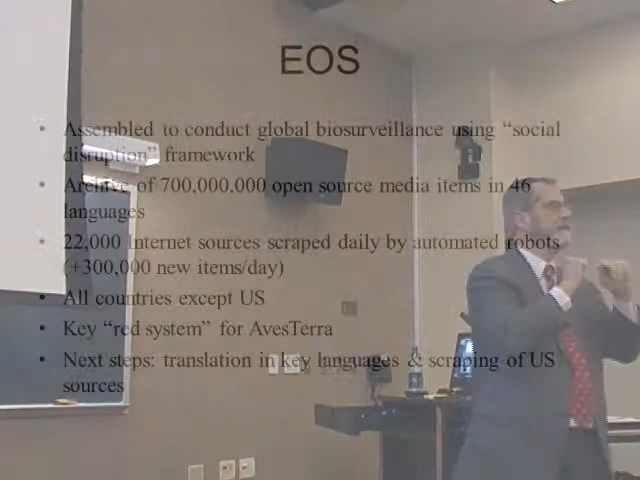 EOS
• Assembled to conduct global biosurveillance using “social
disruption” framework
• Archive of 700,000,000 open source media items in 46
languages
• 22,000 Internet sources scraped daily by automated robots
(+300,000 new items/day)
• All countries except US
• Key “red system” for AvesTerra
• Next steps: translation in key languages & scraping of US
sources